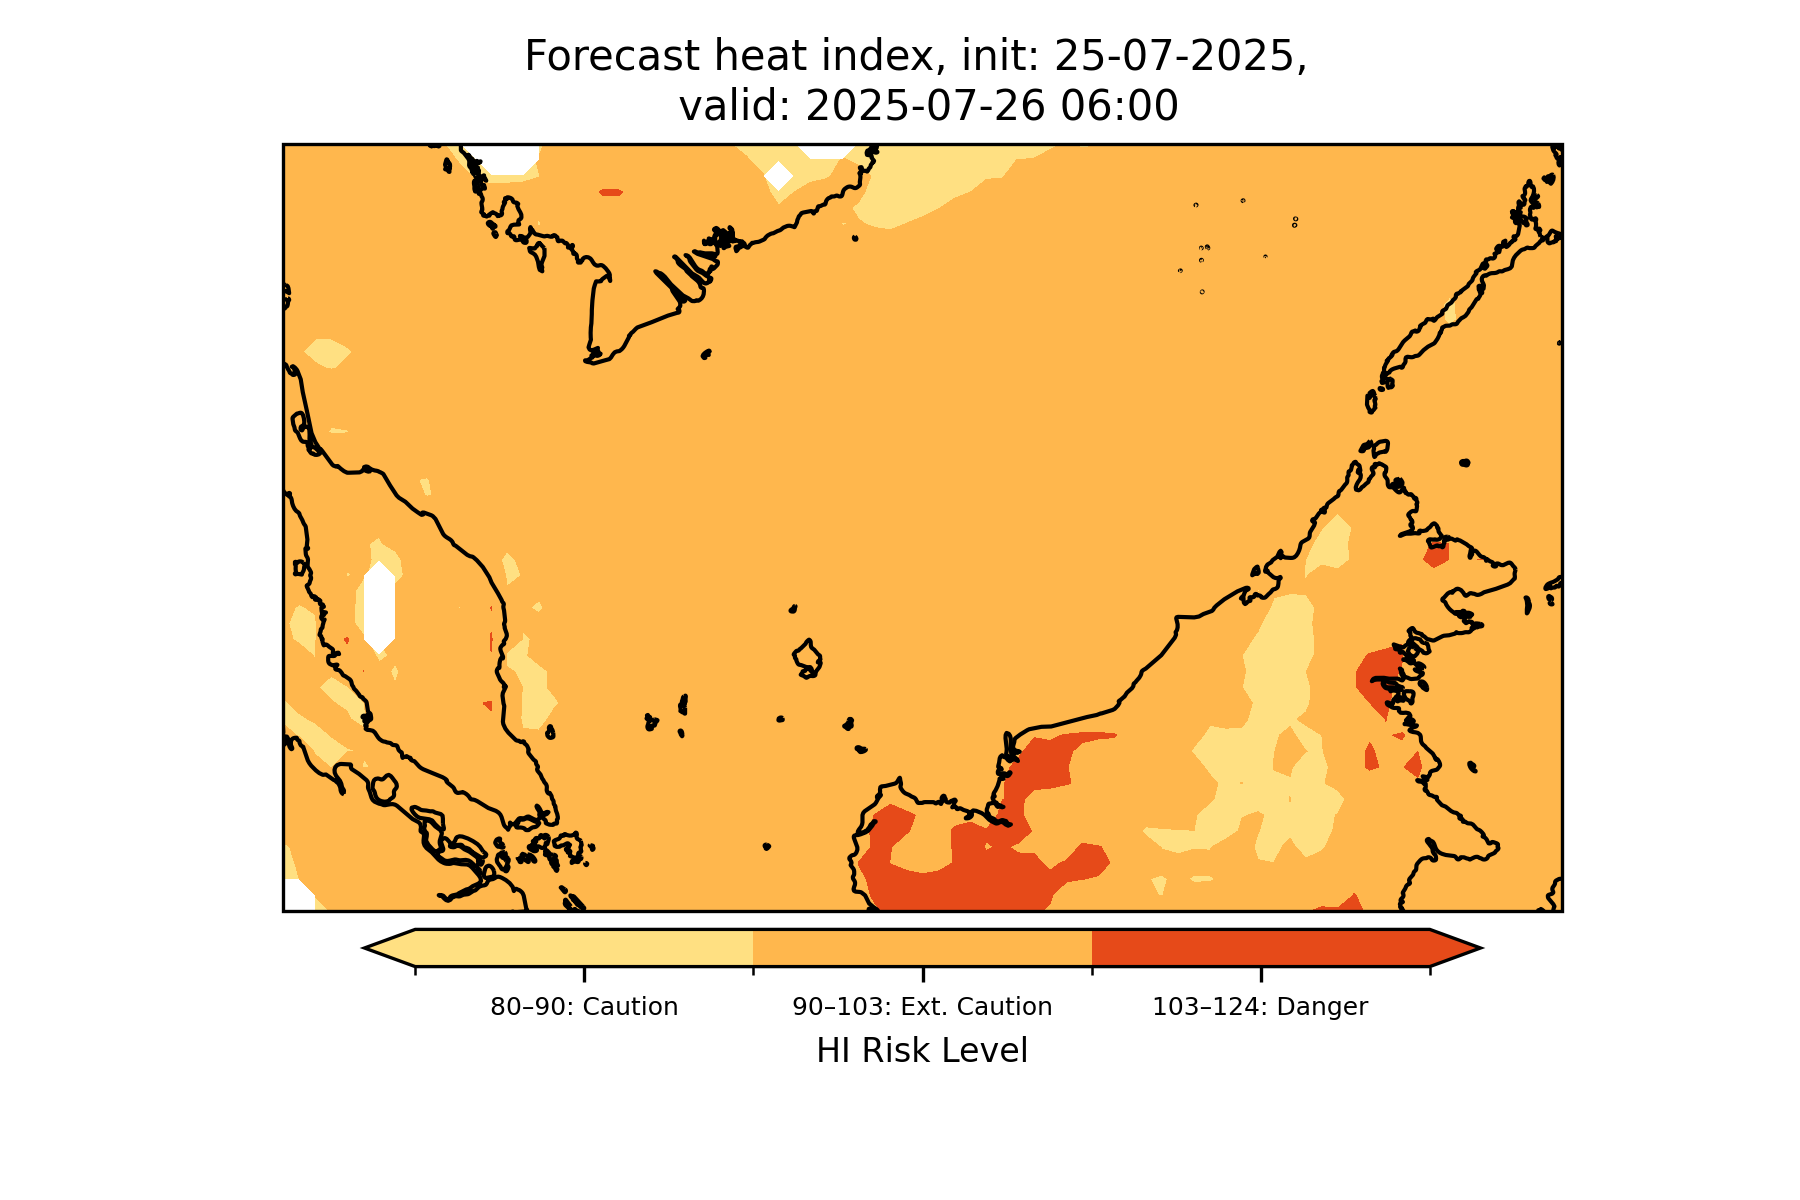 Forecast heat index, init: 25-07-2025,
valid: 2025-07-26 06:00
80–90: Caution
90–103: Ext. Caution
103–124: Danger
HI Risk Level